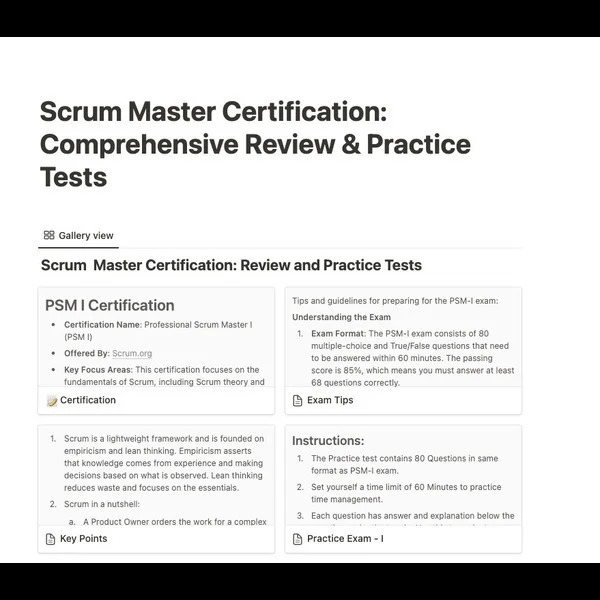 Scrum Master Certification:
Comprehensive Review & Practice
Tests
Gallery view
Scrum Master Certification: Review and Practice Tests
PSM I Certification
• Certification Name: Professional Scrum Master I
(PSM I)
• Offered By: Scrum.org
• Key Focus Areas: This certification focuses on the
fundamentals of Scrum, including Scrum theory and
Certification
Tips and guidelines for preparing for the PSM-I exam:
Understanding the Exam
1. Exam Format: The PSM-I exam consists of 80
multiple-choice and True/False questions that need
to be answered within 60 minutes. The passing
score is 85%, which means you must answer at least
68 questions correctly.
Exam Tips
1. Scrum is a lightweight framework and is founded on
empiricism and lean thinking. Empiricism asserts
that knowledge comes from experience and making
decisions based on what is observed. Lean thinking
reduces waste and focuses on the essentials.
2. Scrum in a nutshell:
a. A Product Owner orders the work for a complex
Key Points
Instructions:
1. The Practice test contains 80 Questions in same
format as PSM-I exam.
2. Set yourself a time limit of 60 Minutes to practice
time management.
3. Each question has answer and explanation below the
Practice Exam - I